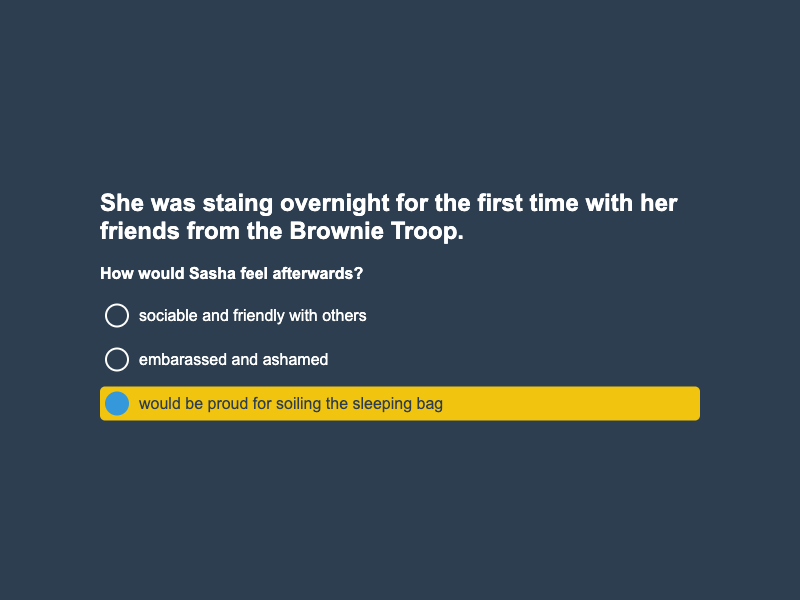 She was staing overnight for the first time with her
friends from the Brownie Troop.
How would Sasha feel afterwards?
sociable and friendly with others
embarassed and ashamed
would be proud for soiling the sleeping bag